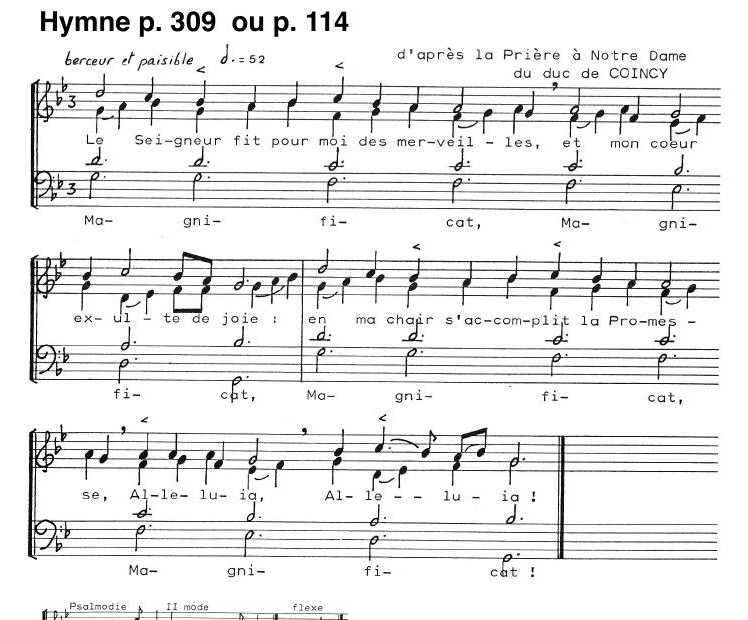 Hymne p. 309 ou p. 114
berceur et paisible = 52
d'après la Prière à Notre Dame
du duc de COINCY
3
Le Sei-gneur fit pour moi des mer-veil - les, et mon coeur
3
Ma- gni- fi- cat, Ma- gni-
ex- ul - te de joie : en ma chair s'ac-com-plit la Pro-mes -
fi- cat, Ma- gni- fi- cat,
se, Al-le-lu-ia, Al- le - - lu - ia !
Ma- gni- fi- cat !
Psalmodie II mode flexe